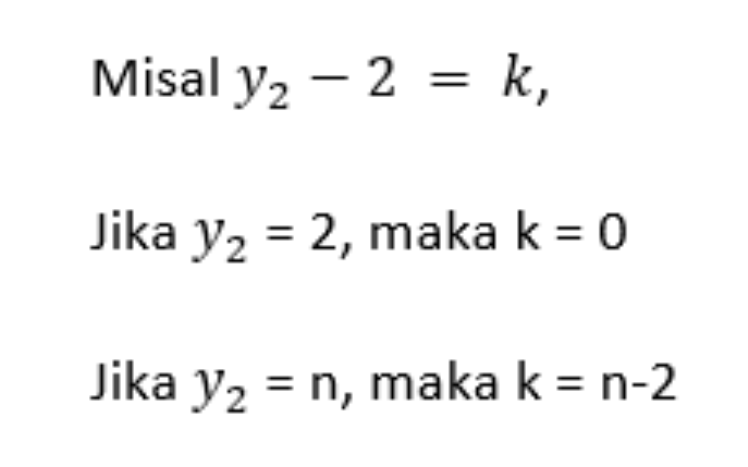 Misal y₂ − 2 = k,
Jika y₂ = 2, maka k = 0
Jika y₂ = n, maka k = n-2